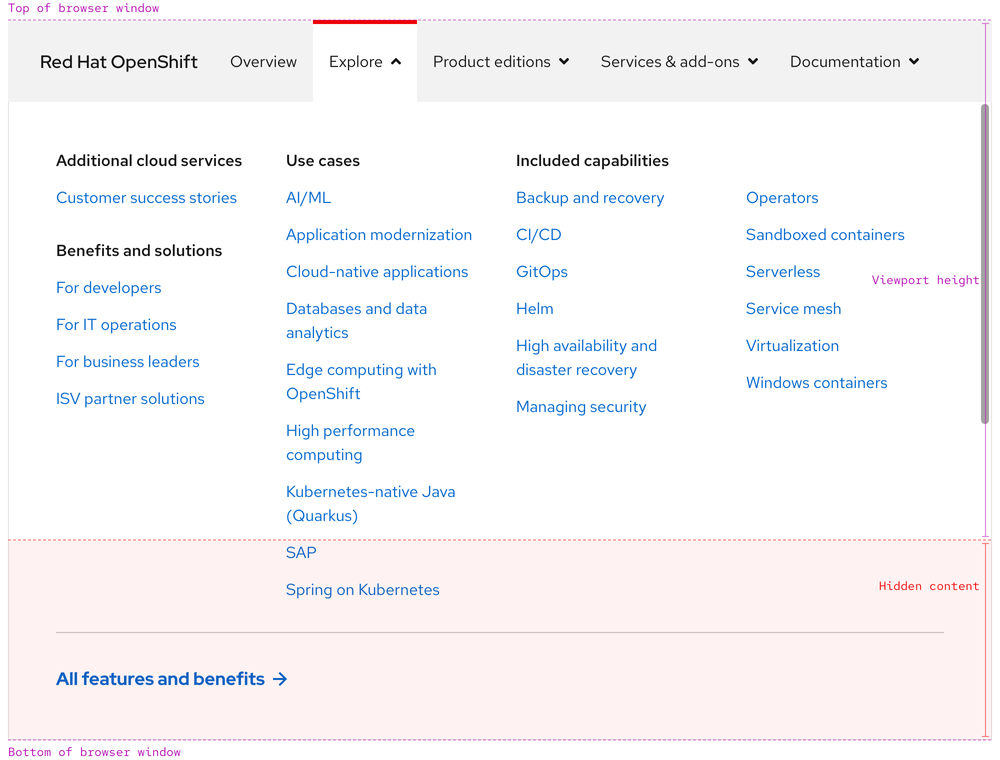 Top of browser window
Red Hat OpenShift
Overview
Explore
Product editions
Services & add-ons
Documentation
Additional cloud services
Customer success stories
Benefits and solutions
For developers
For IT operations
For business leaders
ISV partner solutions
Use cases
AI/ML
Application modernization
Cloud-native applications
Databases and data
analytics
Edge computing with
OpenShift
High performance
computing
Kubernetes-native Java
(Quarkus)
SAP
Spring on Kubernetes
Included capabilities
Backup and recovery
CI/CD
GitOps
Helm
High availability and
disaster recovery
Managing security
Operators
Sandboxed containers
Serverless
Service mesh
Virtualization
Windows containers
Viewport height
Hidden content
All features and benefits
Bottom of browser window